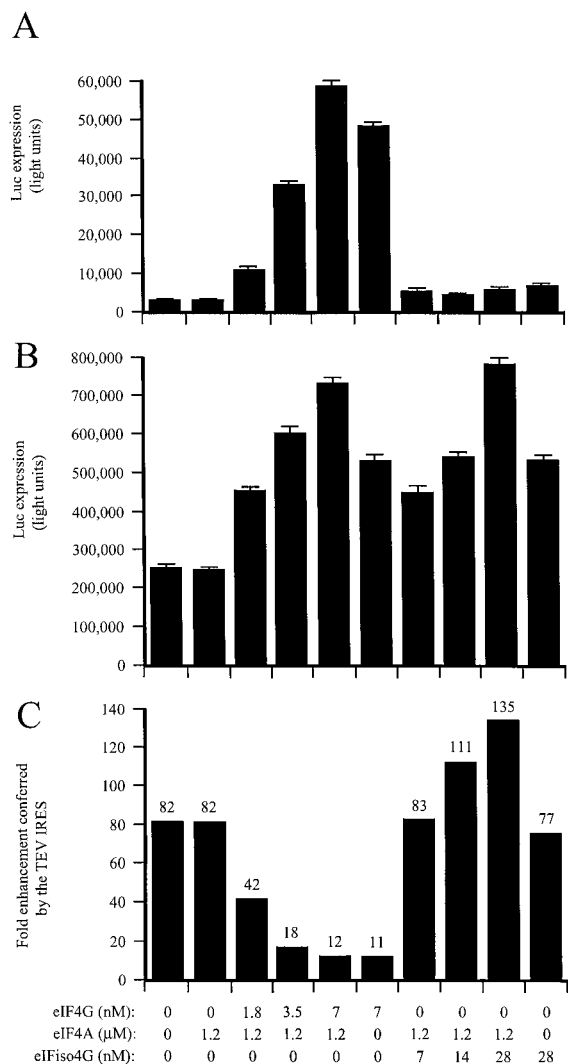 A
Luc expression
(light units)
60,000
50,000
40,000
30,000
20,000
10,000
0
B
Luc expression
(light units)
800,000
700,000
600,000
500,000
400,000
300,000
200,000
100,000
0
C
Fold enhancement conferred
by the TEV IRES
140
120
100
80
60
40
20
0
82 82 42 18 12 11 83 111 135 77
eIF4G (nM): 0 0 1.8 3.5 7 7 0 0 0 0
eIF4A (μM): 0 1.2 1.2 1.2 1.2 0 1.2 1.2 1.2 0
eIFiso4G (nM): 0 0 0 0 0 0 7 14 28 28